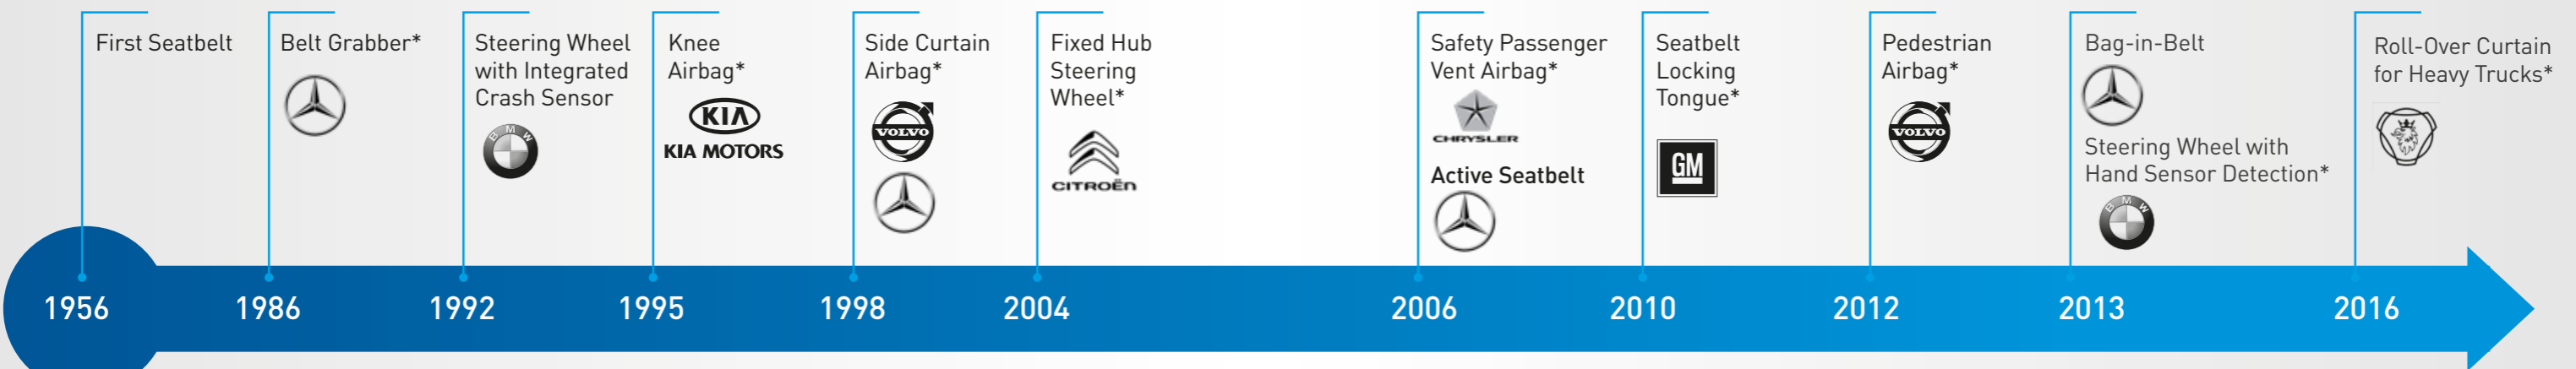 First Seatbelt
Belt Grabber*
Steering Wheel
with Integrated
Crash Sensor
BMW
Knee
Airbag*
KIA
KIA MOTORS
Side Curtain
Airbag*
VOLVO
Fixed Hub
Steering
Wheel*
CITROËN
Safety Passenger
Vent Airbag*
CHRYSLER
Active Seatbelt
Seatbelt
Locking
Tongue*
GM
Pedestrian
Airbag*
VOLVO
Bag-in-Belt
Steering Wheel with
Hand Sensor Detection*
BMW
Roll-Over Curtain
for Heavy Trucks*
1956
1986
1992
1995
1998
2004
2006
2010
2012
2013
2016